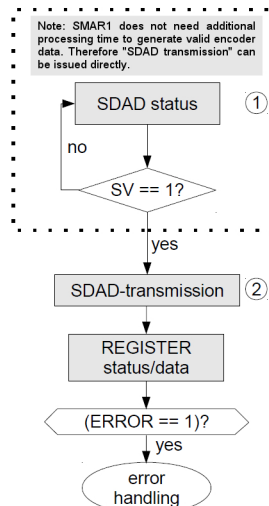 Note: SMAR1 does not need additional
processing time to generate valid encoder
data. Therefore "SDAD transmission" can
be issued directly.
SDAD status
1
no
SV == 1?
yes
SDAD-transmission
2
REGISTER
status/data
(ERROR == 1)?
yes
error
handling